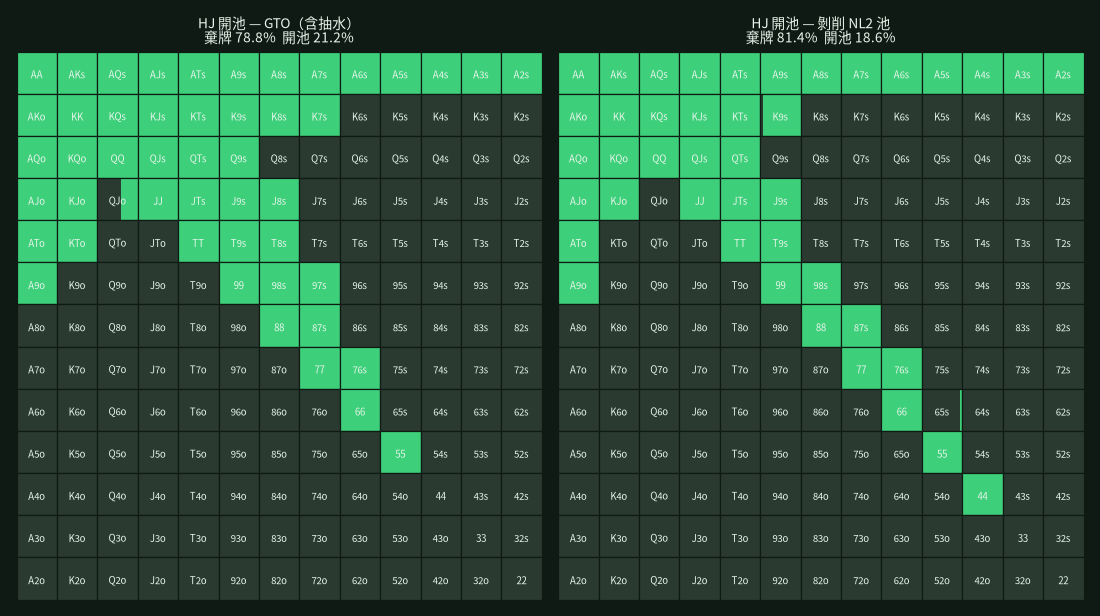 HJ 開池 — GTO（含抽水）
棄牌 78.8%  開池 21.2%
AA AKs AQs AJs ATs A9s A8s A7s A6s A5s A4s A3s A2s
AKo KK KQs KJs KTs K9s K8s K7s K6s K5s K4s K3s K2s
AQo KQo QQ QJs QTs Q9s Q8s Q7s Q6s Q5s Q4s Q3s Q2s
AJo KJo QJo JJ JTs J9s J8s J7s J6s J5s J4s J3s J2s
ATo KTo QTo JTo TT T9s T8s T7s T6s T5s T4s T3s T2s
A9o K9o Q9o J9o T9o 99 98s 97s 96s 95s 94s 93s 92s
A8o K8o Q8o J8o T8o 98o 88 87s 86s 85s 84s 83s 82s
A7o K7o Q7o J7o T7o 97o 87o 77 76s 75s 74s 73s 72s
A6o K6o Q6o J6o T6o 96o 86o 76o 66 65s 64s 63s 62s
A5o K5o Q5o J5o T5o 95o 85o 75o 65o 55 54s 53s 52s
A4o K4o Q4o J4o T4o 94o 84o 74o 64o 54o 44 43s 42s
A3o K3o Q3o J3o T3o 93o 83o 73o 63o 53o 43o 33 32s
A2o K2o Q2o J2o T2o 92o 82o 72o 62o 52o 42o 32o 22
HJ 開池 — 剝削 NL2 池
棄牌 81.4%  開池 18.6%
AA AKs AQs AJs ATs A9s A8s A7s A6s A5s A4s A3s A2s
AKo KK KQs KJs KTs K9s K8s K7s K6s K5s K4s K3s K2s
AQo KQo QQ QJs QTs Q9s Q8s Q7s Q6s Q5s Q4s Q3s Q2s
AJo KJo QJo JJ JTs J9s J8s J7s J6s J5s J4s J3s J2s
ATo KTo QTo JTo TT T9s T8s T7s T6s T5s T4s T3s T2s
A9o K9o Q9o J9o T9o 99 98s 97s 96s 95s 94s 93s 92s
A8o K8o Q8o J8o T8o 98o 88 87s 86s 85s 84s 83s 82s
A7o K7o Q7o J7o T7o 97o 87o 77 76s 75s 74s 73s 72s
A6o K6o Q6o J6o T6o 96o 86o 76o 66 65s 64s 63s 62s
A5o K5o Q5o J5o T5o 95o 85o 75o 65o 55 54s 53s 52s
A4o K4o Q4o J4o T4o 94o 84o 74o 64o 54o 44 43s 42s
A3o K3o Q3o J3o T3o 93o 83o 73o 63o 53o 43o 33 32s
A2o K2o Q2o J2o T2o 92o 82o 72o 62o 52o 42o 32o 22